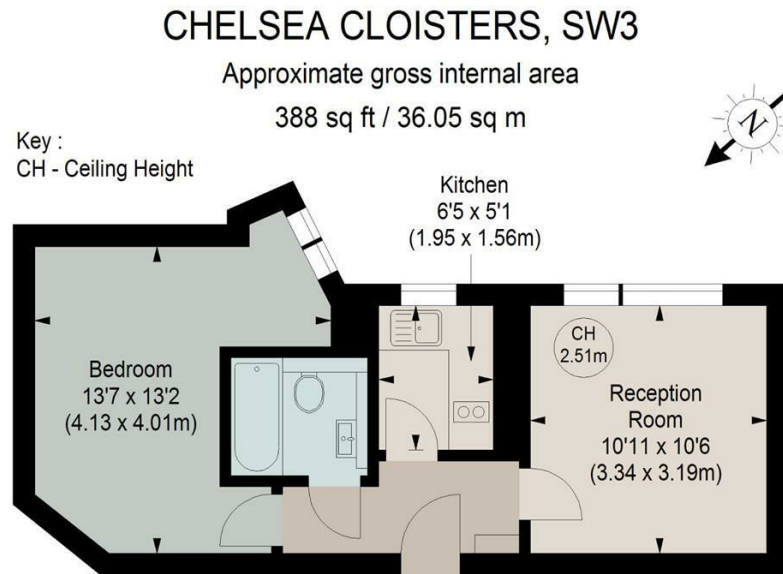 CHELSEA CLOISTERS, SW3
Approximate gross internal area
388 sq ft / 36.05 sq m
Key :
CH - Ceiling Height
N
Kitchen
6'5 x 5'1
(1.95 x 1.56m)
CH
2.51m
Bedroom
13'7 x 13'2
(4.13 x 4.01m)
Reception
Room
10'11 x 10'6
(3.34 x 3.19m)